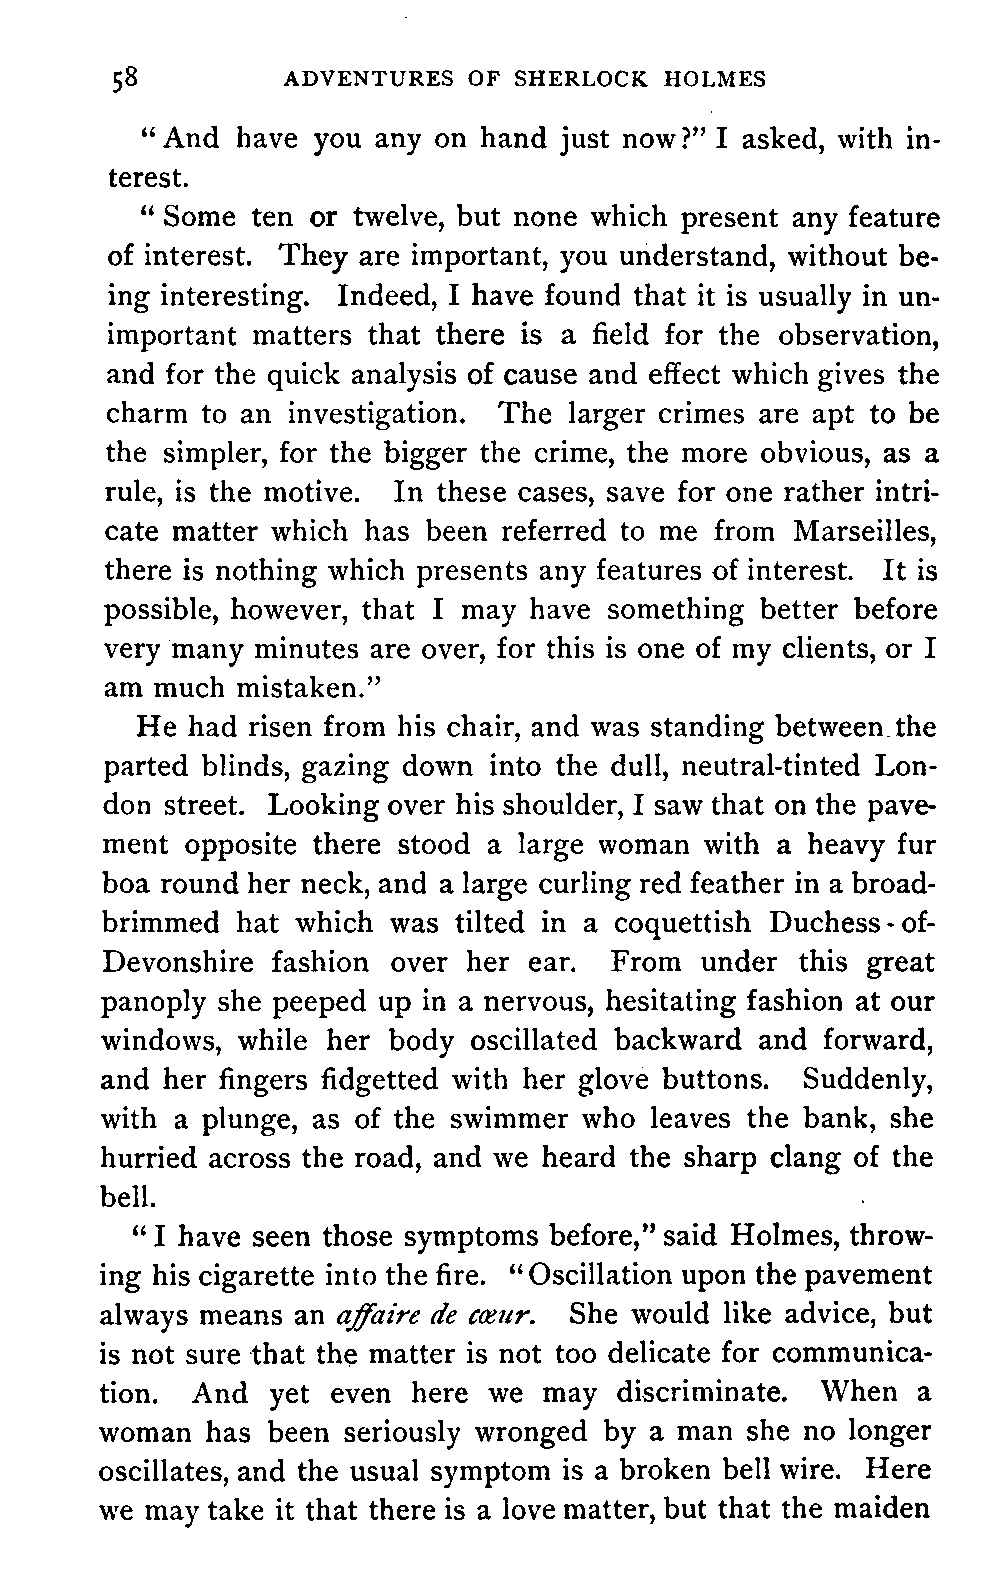 58 ADVENTURES OF SHERLOCK HOLMES
“And have you any on hand just now?” I asked, with in-
terest.
“Some ten or twelve, but none which present any feature
of interest. They are important, you understand, without be-
ing interesting. Indeed, I have found that it is usually in un-
important matters that there is a field for the observation,
and for the quick analysis of cause and effect which gives the
charm to an investigation. The larger crimes are apt to be
the simpler, for the bigger the crime, the more obvious, as a
rule, is the motive. In these cases, save for one rather intri-
cate matter which has been referred to me from Marseilles,
there is nothing which presents any features of interest. It is
possible, however, that I may have something better before
very many minutes are over, for this is one of my clients, or I
am much mistaken.”
He had risen from his chair, and was standing between the
parted blinds, gazing down into the dull, neutral-tinted Lon-
don street. Looking over his shoulder, I saw that on the pave-
ment opposite there stood a large woman with a heavy fur
boa round her neck, and a large curling red feather in a broad-
brimmed hat which was tilted in a coquettish Duchess-of-
Devonshire fashion over her ear. From under this great
panoply she peeped up in a nervous, hesitating fashion at our
windows, while her body oscillated backward and forward,
and her fingers fidgetted with her glove buttons. Suddenly,
with a plunge, as of the swimmer who leaves the bank, she
hurried across the road, and we heard the sharp clang of the
bell.
“I have seen those symptoms before,” said Holmes, throw-
ing his cigarette into the fire. “Oscillation upon the pavement
always means an affaire de cœur. She would like advice, but
is not sure that the matter is not too delicate for communica-
tion. And yet even here we may discriminate. When a
woman has been seriously wronged by a man she no longer
oscillates, and the usual symptom is a broken bell wire. Here
we may take it that there is a love matter, but that the maiden